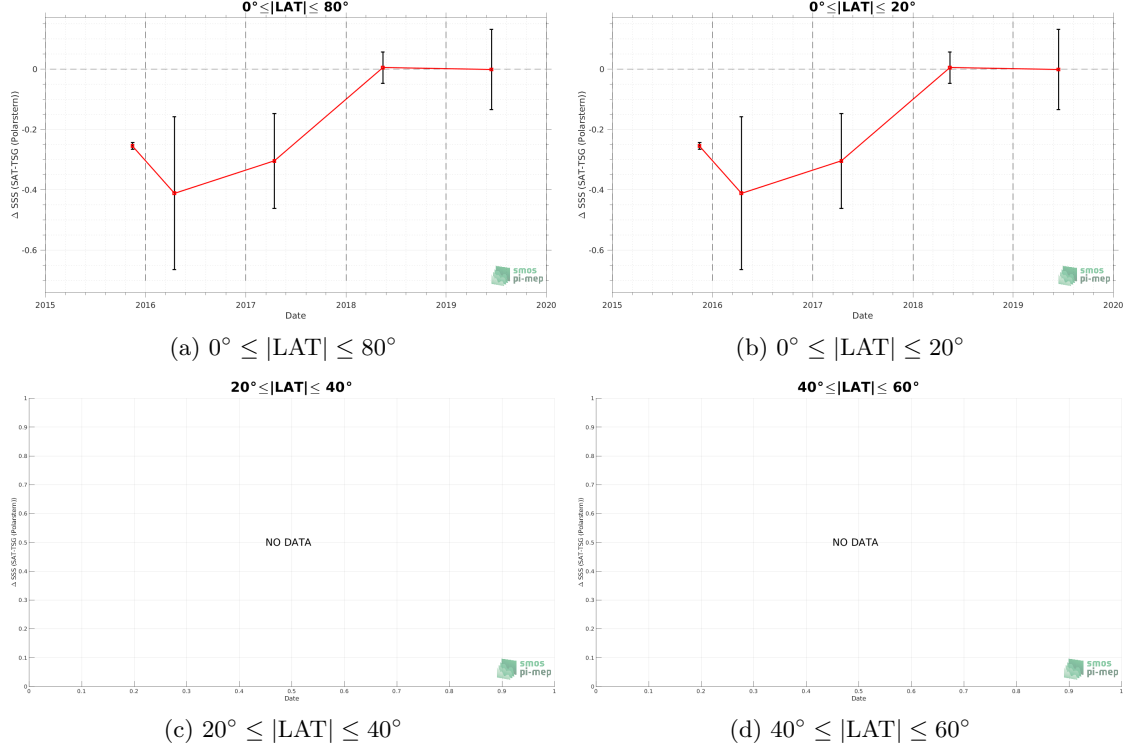 0°≤|LAT|≤ 80°
Δ SSS (SAT-TSG (Polarstern))
0
-0.2
-0.4
-0.6
2015 2016 2017 2018 2019 2020
Date
smos
pi-mep
(a) 0° ≤ |LAT| ≤ 80°
0°≤|LAT|≤ 20°
Δ SSS (SAT-TSG (Polarstern))
0
-0.2
-0.4
-0.6
2015 2016 2017 2018 2019 2020
Date
smos
pi-mep
(b) 0° ≤ |LAT| ≤ 20°
20°≤|LAT|≤ 40°
Δ SSS (SAT-TSG (Polarstern))
1
0.9
0.8
0.7
0.6
0.5
0.4
0.3
0.2
0.1
0
NO DATA
0 0.1 0.2 0.3 0.4 0.5 0.6 0.7 0.8 0.9 1
Date
smos
pi-mep
(c) 20° ≤ |LAT| ≤ 40°
40°≤|LAT|≤ 60°
Δ SSS (SAT-TSG (Polarstern))
1
0.9
0.8
0.7
0.6
0.5
0.4
0.3
0.2
0.1
0
NO DATA
0 0.1 0.2 0.3 0.4 0.5 0.6 0.7 0.8 0.9 1
Date
smos
pi-mep
(d) 40° ≤ |LAT| ≤ 60°